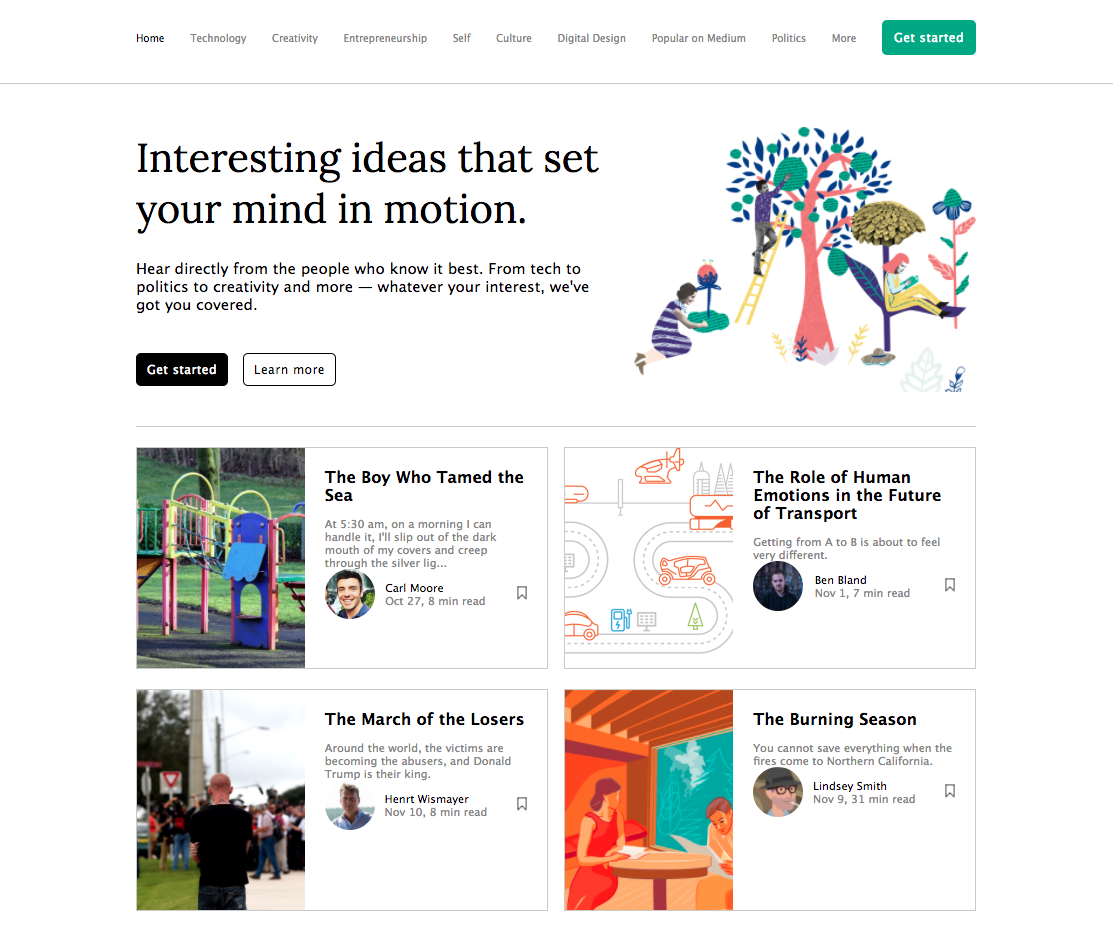 Home Technology Creativity Entrepreneurship Self Culture Digital Design Popular on Medium Politics More Get started
Interesting ideas that set
your mind in motion.
Hear directly from the people who know it best. From tech to
politics to creativity and more — whatever your interest, we've
got you covered.
Get started Learn more
The Boy Who Tamed the
Sea
At 5:30 am, on a morning I can
handle it, I'll slip out of the dark
mouth of my covers and creep
through the silver lig...
Carl Moore
Oct 27, 8 min read
The Role of Human
Emotions in the Future
of Transport
Getting from A to B is about to feel
very different.
Ben Bland
Nov 1, 7 min read
The March of the Losers
Around the world, the victims are
becoming the abusers, and Donald
Trump is their king.
Henrt Wismayer
Nov 10, 8 min read
The Burning Season
You cannot save everything when the
fires come to Northern California.
Lindsey Smith
Nov 9, 31 min read